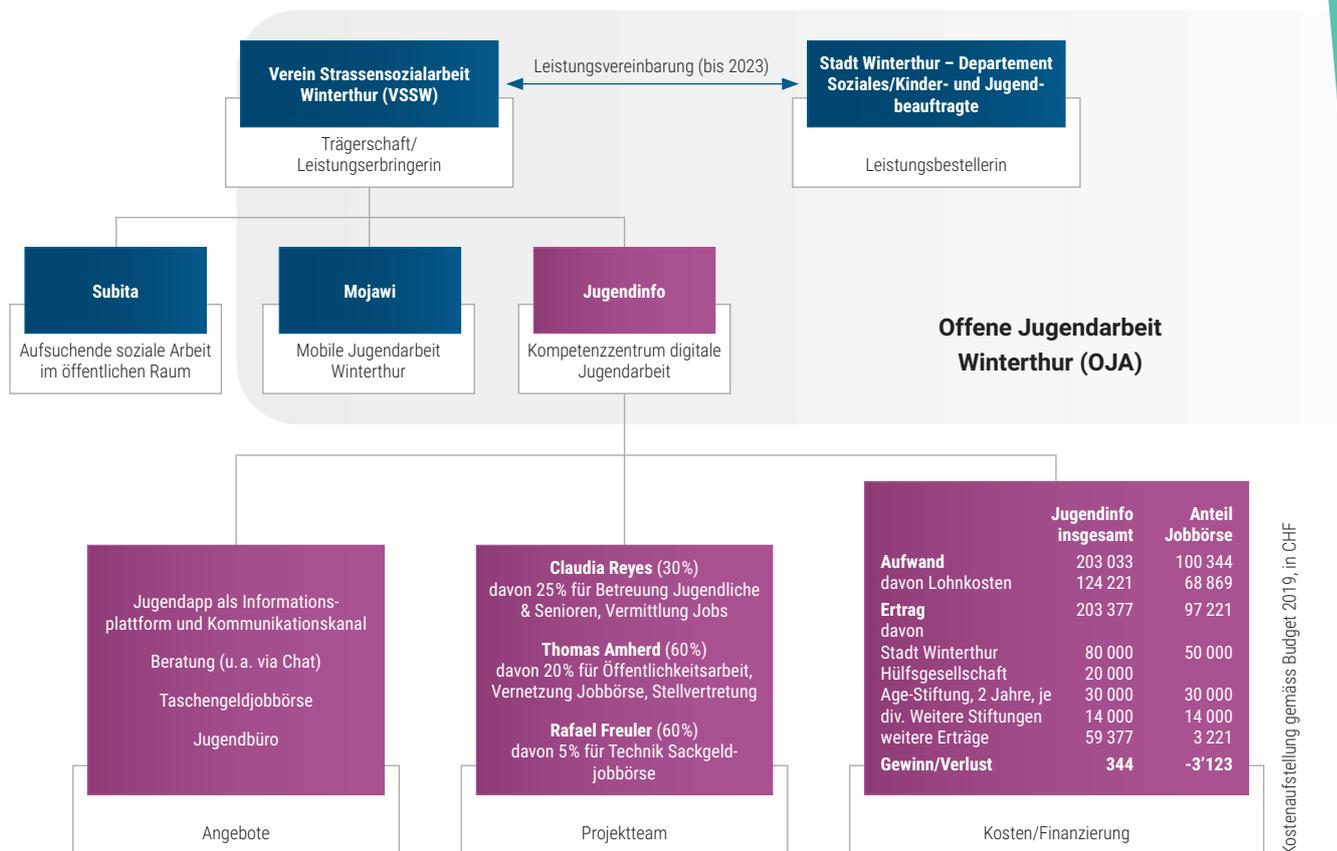 Verein Strassensozialarbeit
Winterthur (VSSW)
Trägerschaft/
Leistungserbringerin
Leistungsvereinbarung (bis 2023)
Stadt Winterthur – Departement
Soziales/Kinder- und Jugend-
beauftragte
Leistungsbestellerin
Subita
Aufsuchende soziale Arbeit
im öffentlichen Raum
Mojawi
Mobile Jugendarbeit
Winterthur
Jugendinfo
Kompetenzzentrum digitale
Jugendarbeit
Offene Jugendarbeit
Winterthur (OJA)
Jugendapp als Informations-
plattform und Kommunikationskanal
Beratung (u. a. via Chat)
Taschengeldjobbörse
Jugendbüro
Angebote
Claudia Reyes (30 %)
davon 25 % für Betreuung Jugendliche
& Senioren, Vermittlung Jobs
Thomas Amherd (60 %)
davon 20 % für Öffentlichkeitsarbeit,
Vernetzung Jobbörse, Stellvertretung
Rafael Freuler (60 %)
davon 5 % für Technik Sackgeld-
jobbörse
Projektteam
Jugendinfo Anteil
insgesamt Jobbörse
Aufwand 203 033 100 344
davon Lohnkosten 124 221 68 869
Ertrag 203 377 97 221
davon
Stadt Winterthur 80 000 50 000
Hülfsgesellschaft 20 000
Age-Stiftung, 2 Jahre, je 30 000 30 000
div. Weitere Stiftungen 14 000 14 000
weitere Erträge 59 377 3 221
Gewinn/Verlust 344 -3’123
Kosten/Finanzierung
Kostenaufstellung gemäss Budget 2019, in CHF